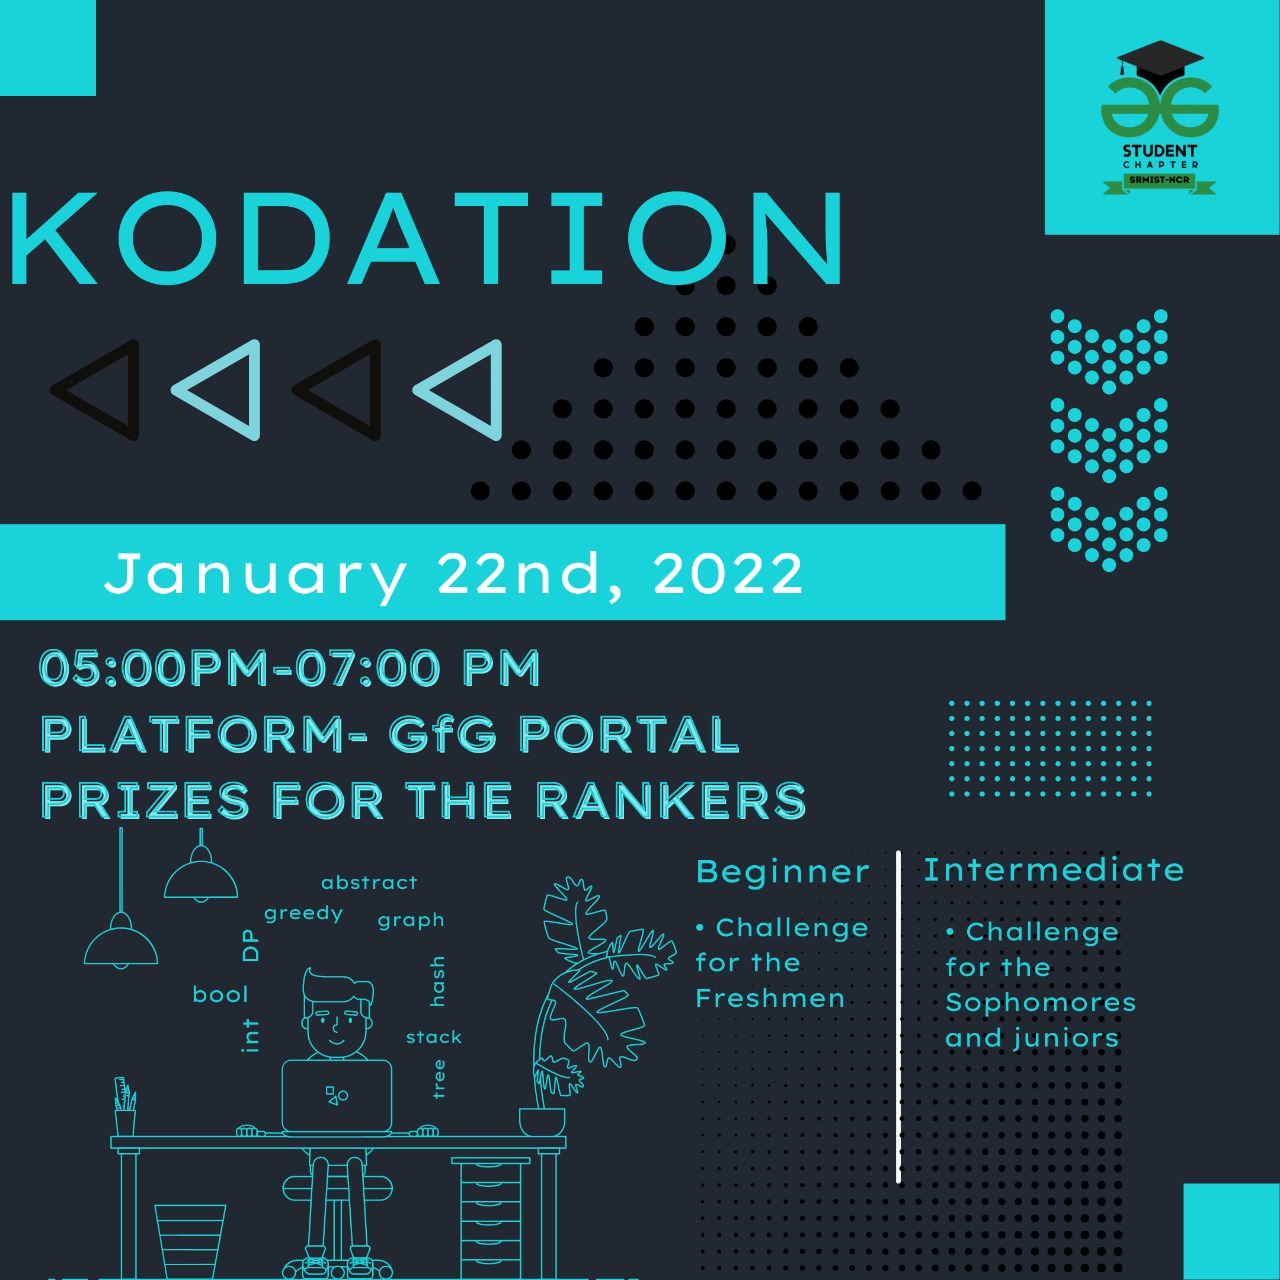 STUDENT
CHAPTER
SRMIST-NCR
KODATION
January 22nd, 2022
05:00PM-07:00 PM
PLATFORM- GfG PORTAL
PRIZES FOR THE RANKERS
abstract
greedy
graph
DP
hash
bool
int
stack
tree
Beginner
• Challenge
for the
Freshmen
Intermediate
• Challenge
for the
Sophomores
and juniors